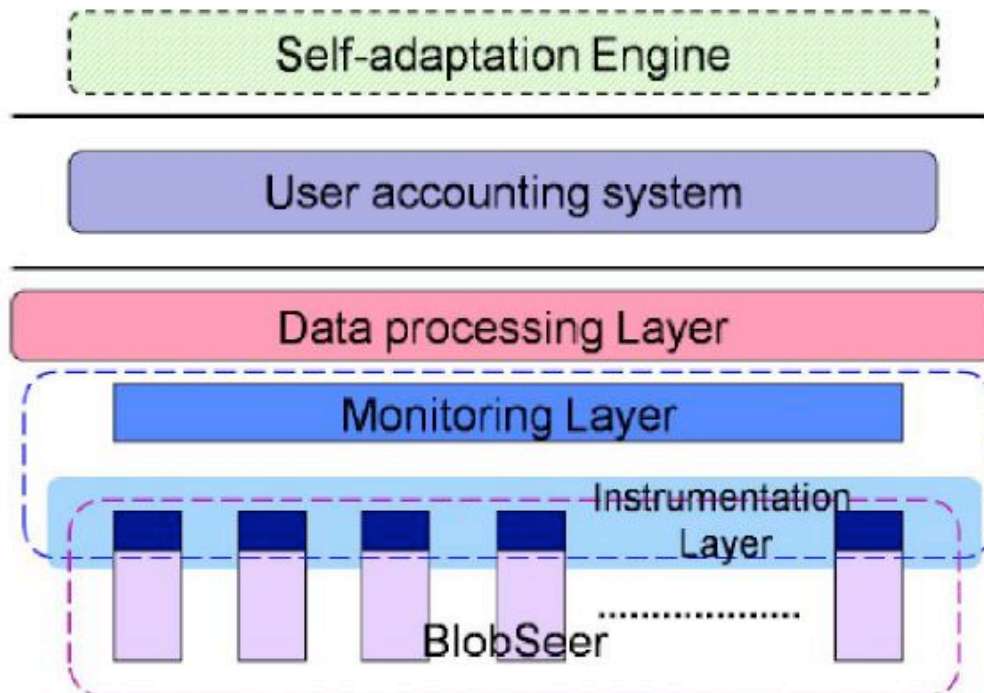 Self-adaptation Engine
User accounting system
Data processing Layer
Monitoring Layer
Instrumentation
Layer
BlobSeer